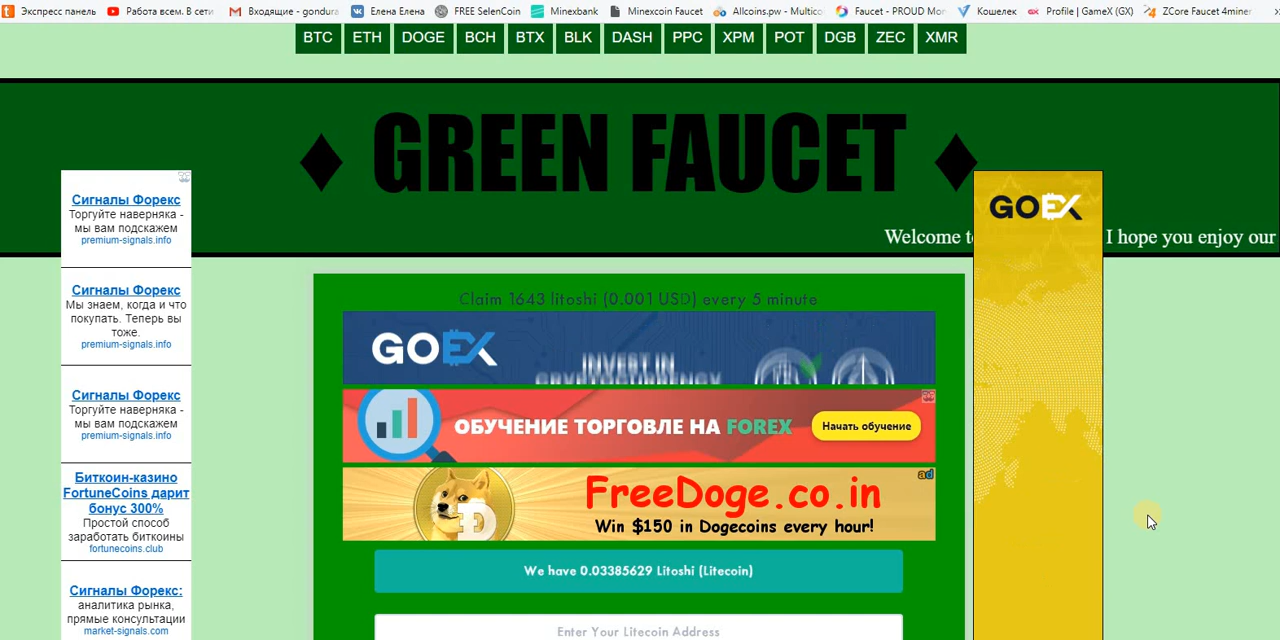 Экспресс панель
Работа всем. В сети
Входящие - gondura
Елена Елена
FREE SelenCoin
Minexbank
Minexcoin Faucet
Allcoins.pw - Multico
Faucet - PROUD Mon
Кошелек
Profile | GameX (GX)
ZCore Faucet 4miner
BTC ETH DOGE BCH BTX BLK DASH PPC XPM POT DGB ZEC XMR
♦ GREEN FAUCET ♦
Welcome to
I hope you enjoy our
Сигналы Форекс
Торгуйте наверняка -
мы вам подскажем
premium-signals.info
Сигналы Форекс
Мы знаем, когда и что
покупать. Теперь вы
тоже.
premium-signals.info
Сигналы Форекс
Торгуйте наверняка -
мы вам подскажем
premium-signals.info
Биткоин-казино
FortuneCoins дарит
бонус 300%
Простой способ
заработать биткоины
fortunecoins.club
Сигналы Форекс:
аналитика рынка,
прямые консультации
market-signals.com
Claim 1643 litoshi (0.001 USD) every 5 minute
GOEX
INVEST IN
CRYPTOCURRENCY
ОБУЧЕНИЕ ТОРГОВЛЕ НА FOREX
Начать обучение
FreeDoge.co.in
Win $150 in Dogecoins every hour!
ad
We have 0.03385629 Litoshi (Litecoin)
Enter Your Litecoin Address
GOEX